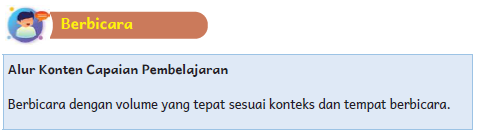 Berbicara
Alur Konten Capaian Pembelajaran
Berbicara dengan volume yang tepat sesuai konteks dan tempat berbicara.